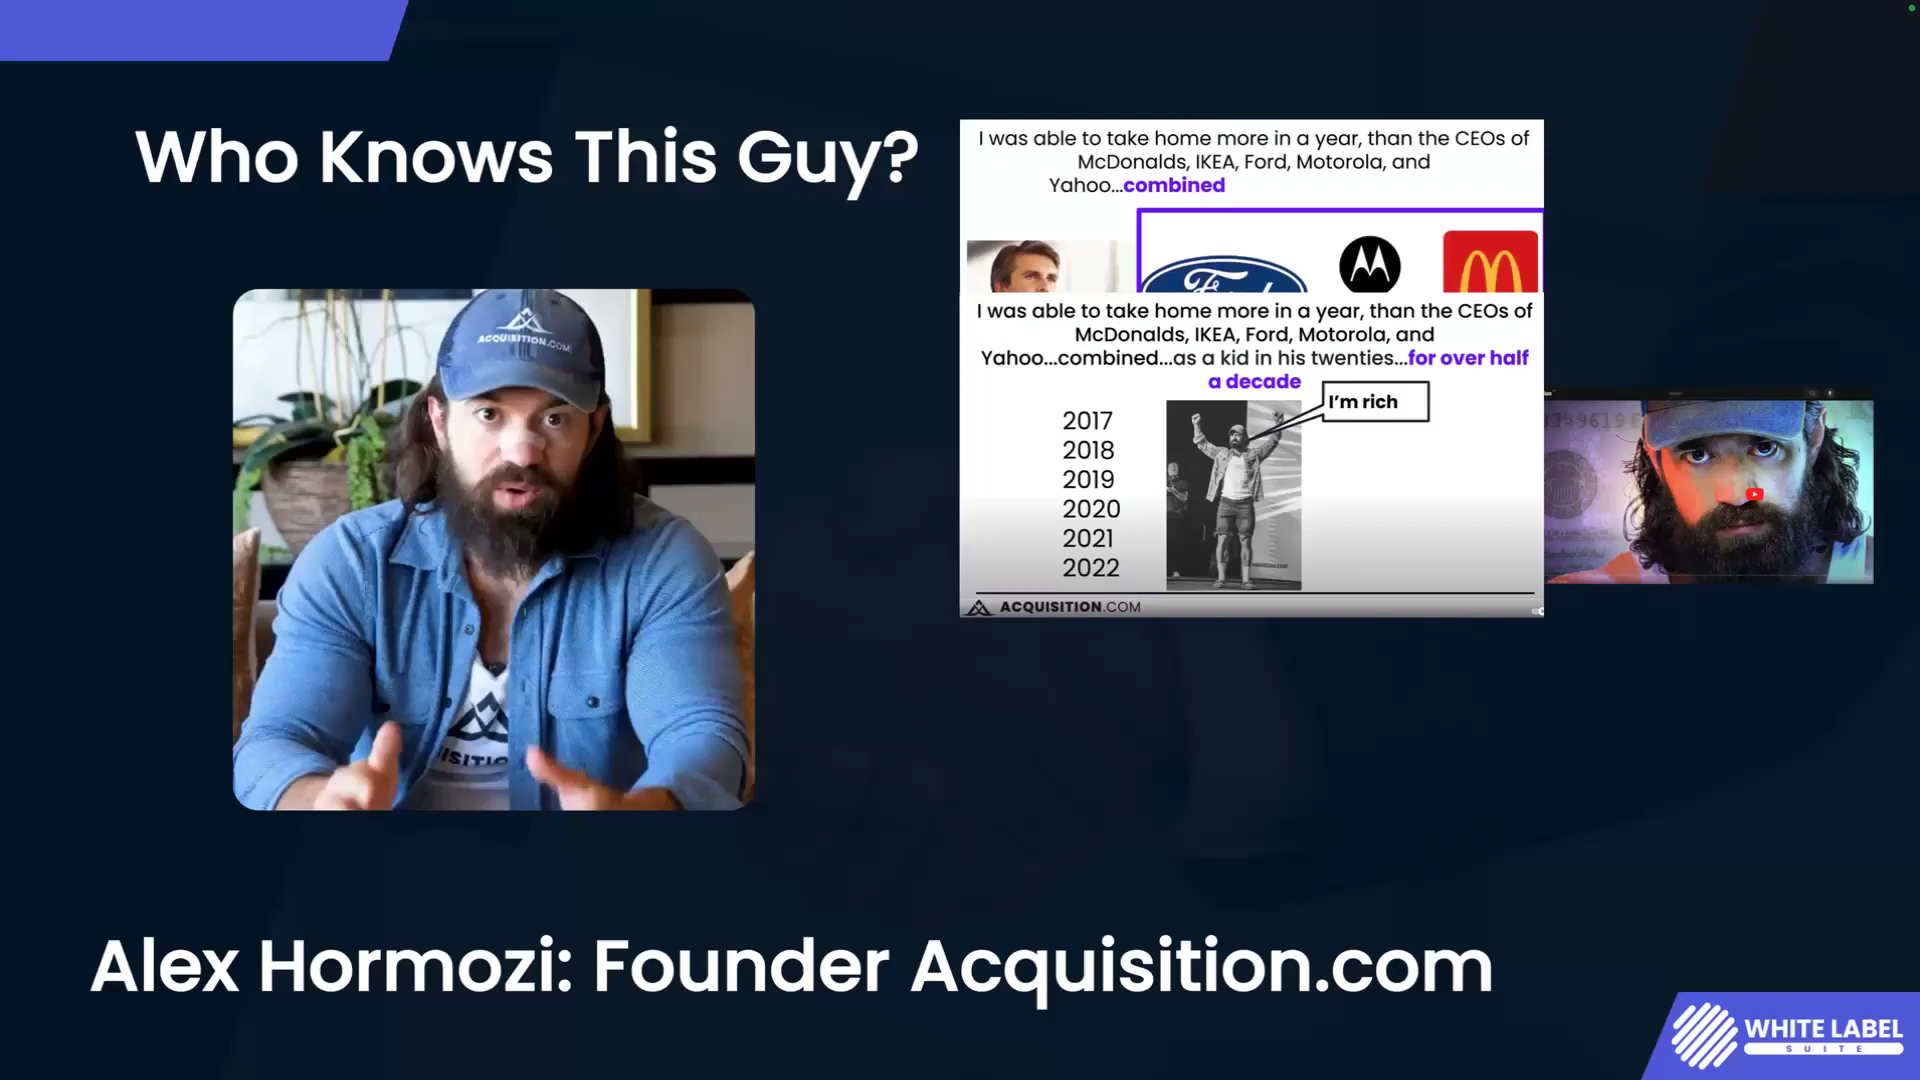 Who Knows This Guy?
I was able to take home more in a year, than the CEOs of
McDonalds, IKEA, Ford, Motorola, and
Yahoo...combined
Ford
I was able to take home more in a year, than the CEOs of
McDonalds, IKEA, Ford, Motorola, and
Yahoo...combined...as a kid in his twenties...for over half
a decade
I'm rich
2017
2018
2019
2020
2021
2022
ACQUISITION.COM
ACQUISITION.COM
ISITIO
Alex Hormozi: Founder Acquisition.com
WHITE LABEL
SUITE